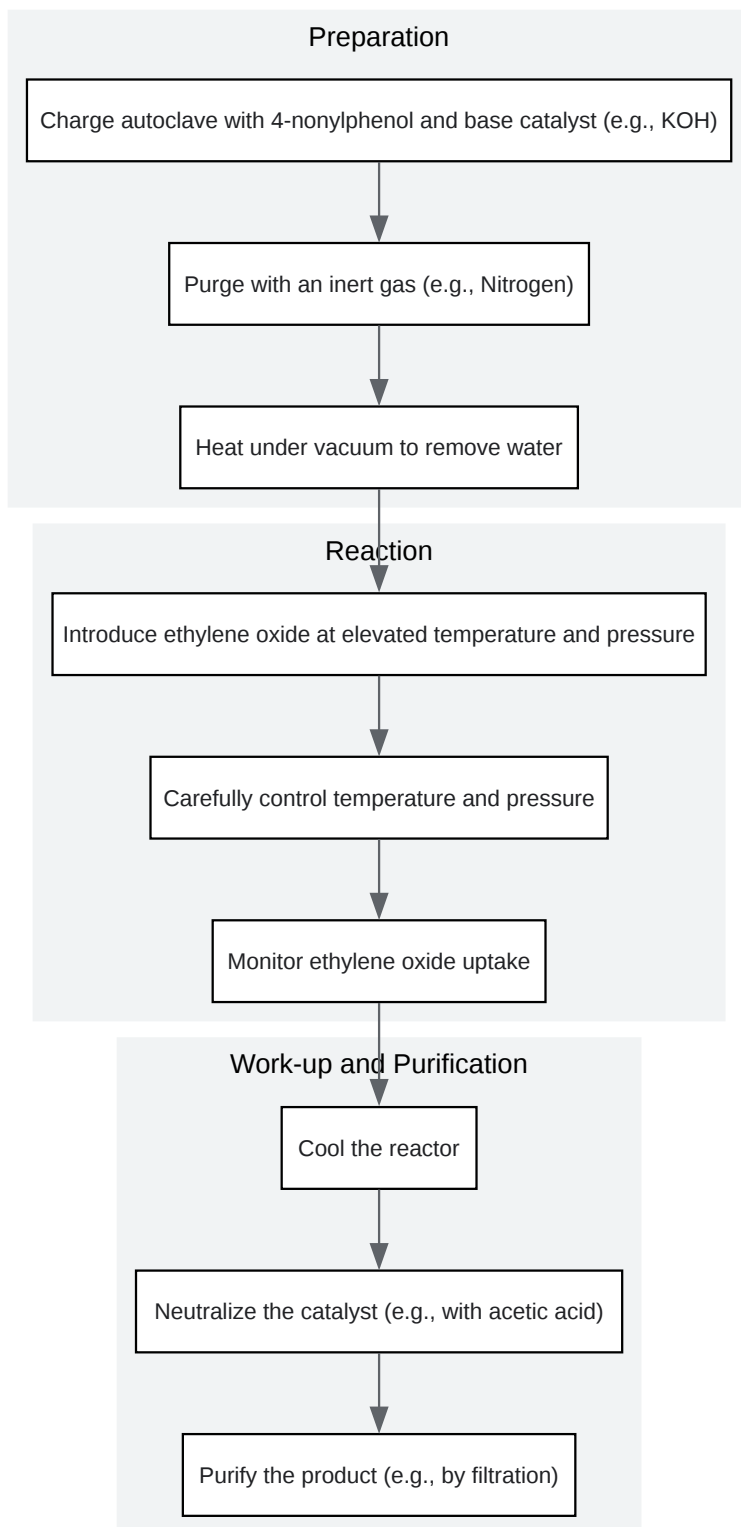 Preparation
Charge autoclave with 4-nonylphenol and base catalyst (e.g., KOH)
Purge with an inert gas (e.g., Nitrogen)
Heat under vacuum to remove water
Reaction
Introduce ethylene oxide at elevated temperature and pressure
Carefully control temperature and pressure
Monitor ethylene oxide uptake
Work-up and Purification
Cool the reactor
Neutralize the catalyst (e.g., with acetic acid)
Purify the product (e.g., by filtration)